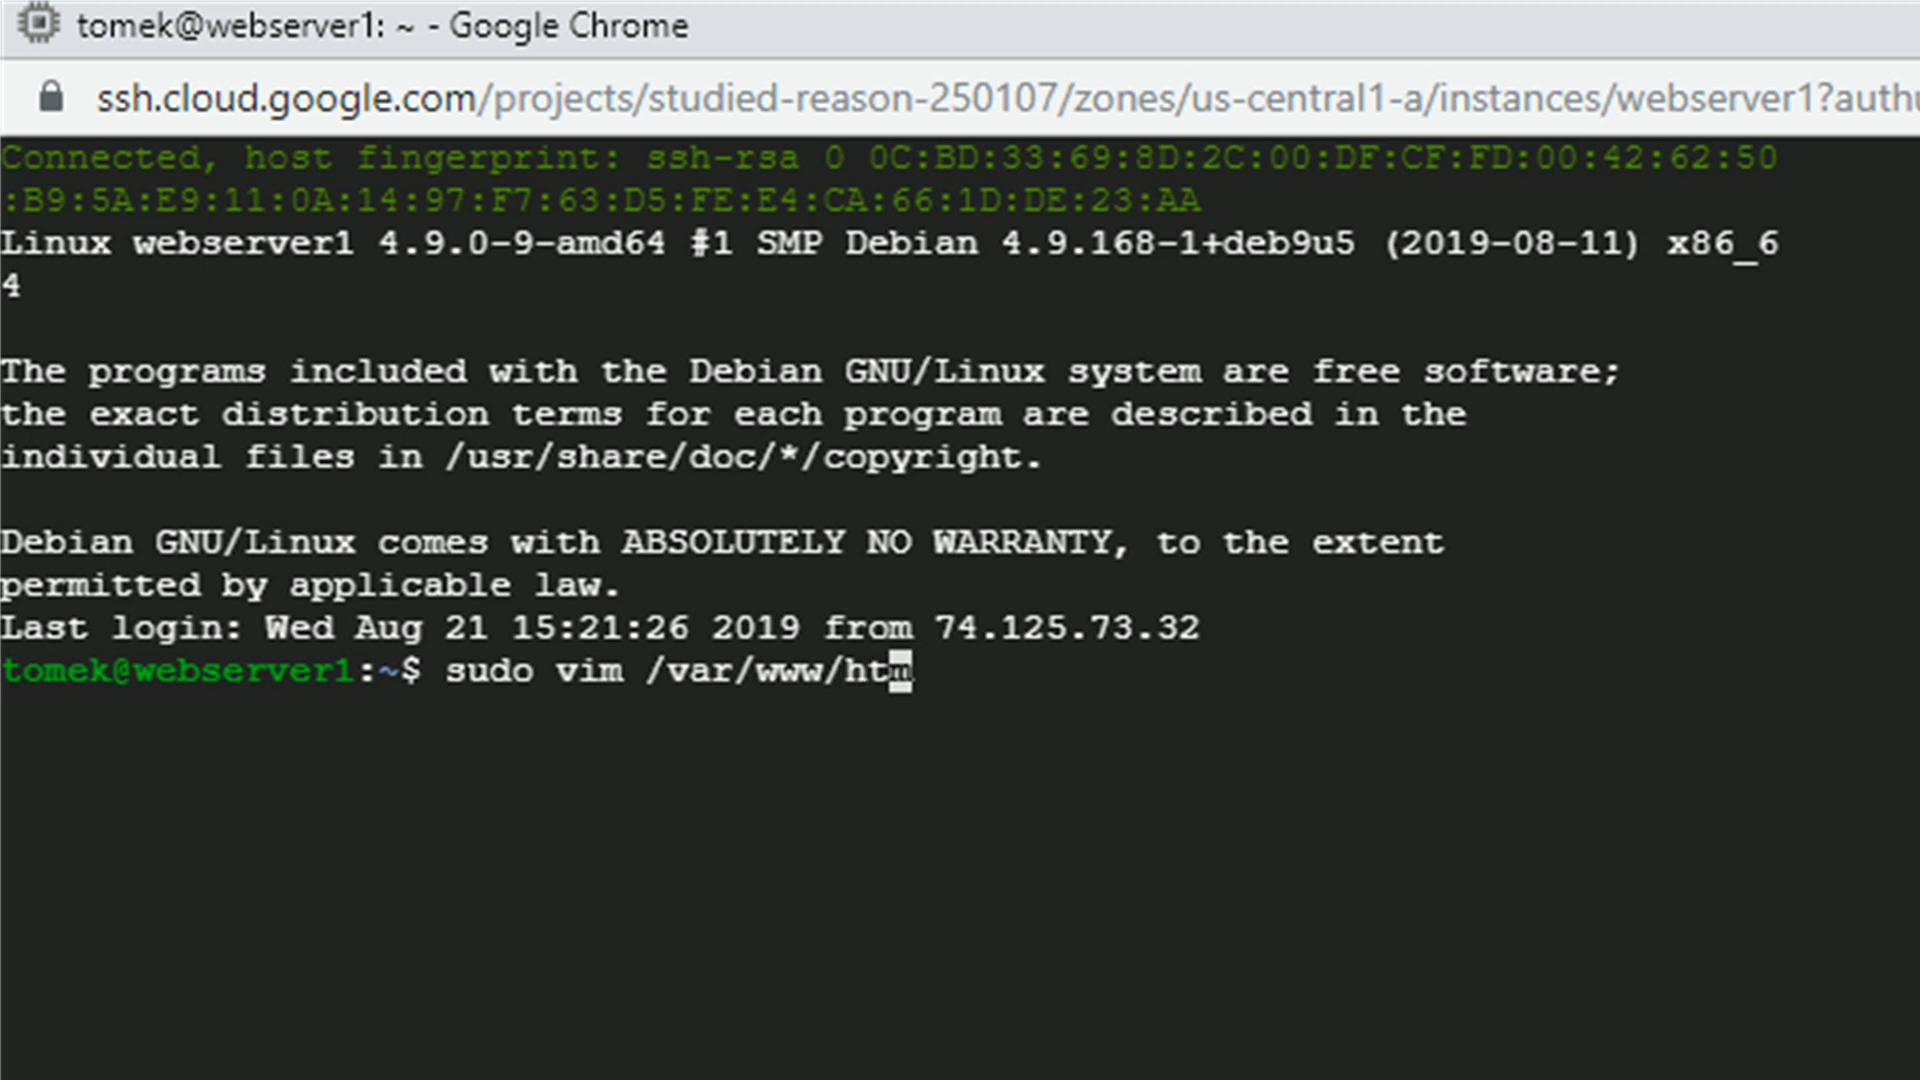 tomek@webserver1: ~ - Google Chrome
ssh.cloud.google.com/projects/studied-reason-250107/zones/us-central1-a/instances/webserver1?authu
Connected, host fingerprint: ssh-rsa 0 0C:BD:33:69:8D:2C:00:DF:CF:FD:00:42:62:50
:B9:5A:E9:11:0A:14:97:F7:63:D5:FE:E4:CA:66:1D:DE:23:AA
Linux webserver1 4.9.0-9-amd64 #1 SMP Debian 4.9.168-1+deb9u5 (2019-08-11) x86_6
4
The programs included with the Debian GNU/Linux system are free software;
the exact distribution terms for each program are described in the
individual files in /usr/share/doc/*/copyright.
Debian GNU/Linux comes with ABSOLUTELY NO WARRANTY, to the extent
permitted by applicable law.
Last login: Wed Aug 21 15:21:26 2019 from 74.125.73.32
tomek@webserver1:~$ sudo vim /var/www/htm